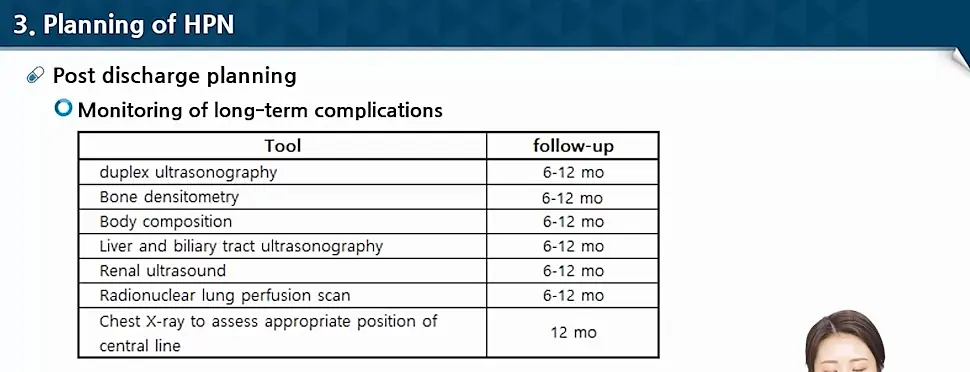 3. Planning of HPN
Post discharge planning
Monitoring of long-term complications
Tool follow-up
duplex ultrasonography 6-12 mo
Bone densitometry 6-12 mo
Body composition 6-12 mo
Liver and biliary tract ultrasonography 6-12 mo
Renal ultrasound 6-12 mo
Radionuclear lung perfusion scan 6-12 mo
Chest X-ray to assess appropriate position of
central line 12 mo